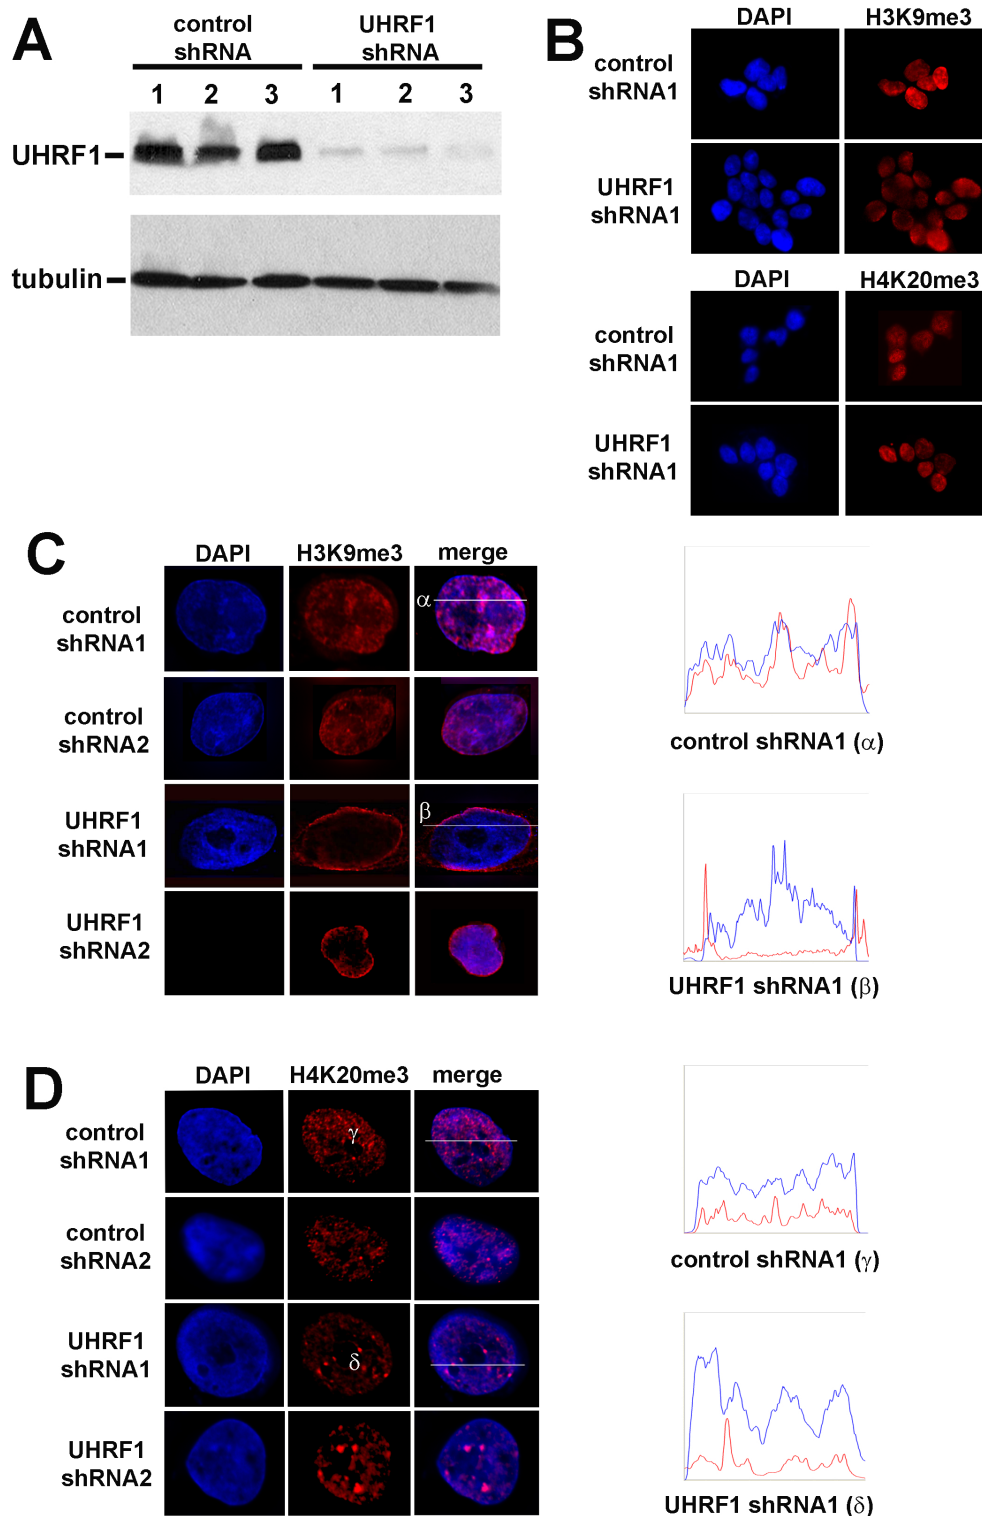 A
control
shRNA
UHRF1
shRNA
1 2 3 1 2 3
UHRF1
tubulin
B
DAPI H3K9me3
control
shRNA1
UHRF1
shRNA1
DAPI H4K20me3
control
shRNA1
UHRF1
shRNA1
C
DAPI H3K9me3 merge
control
shRNA1
α
control
shRNA2
UHRF1
shRNA1
β
UHRF1
shRNA2
control shRNA1 (α)
UHRF1 shRNA1 (β)
D
DAPI H4K20me3 merge
control
shRNA1
γ
control
shRNA2
UHRF1
shRNA1
δ
UHRF1
shRNA2
control shRNA1 (γ)
UHRF1 shRNA1 (δ)